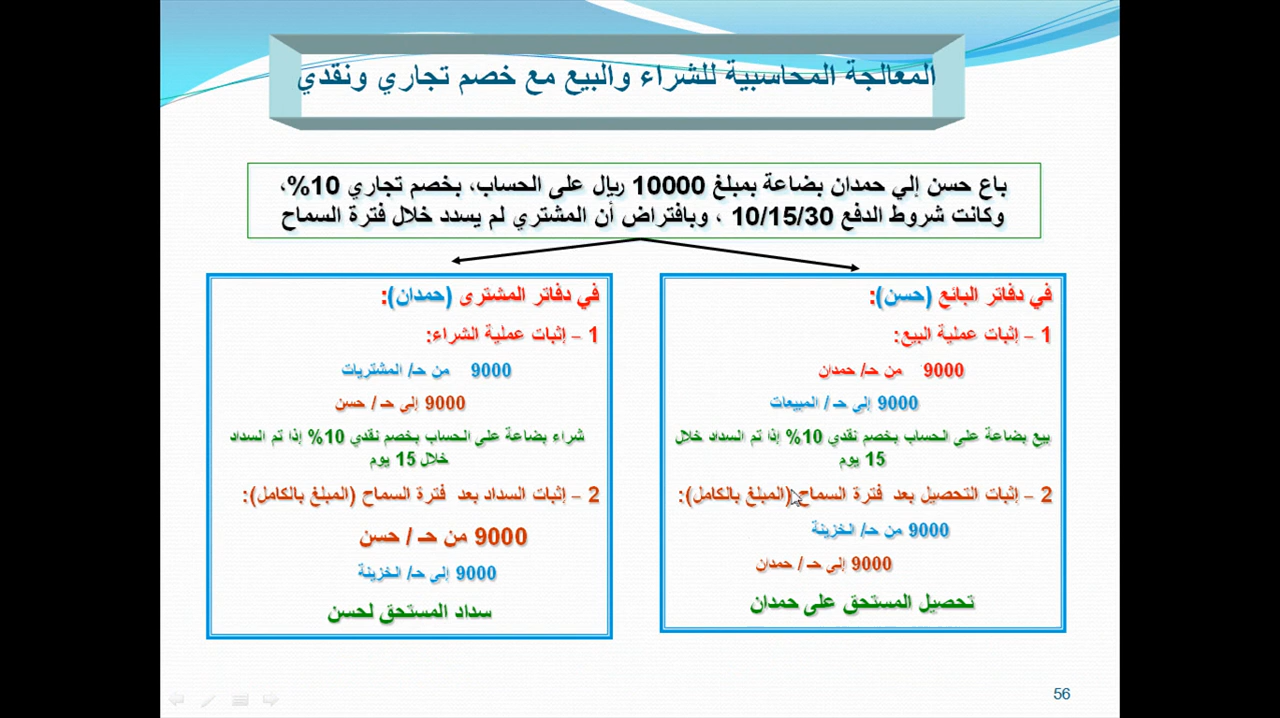 المعالجة المحاسبية للشراء والبيع مع خصم تجاري ونقدي
باع حسن إلي حمدان بضاعة بمبلغ 10000 ريال على الحساب، بخصم تجاري 10%،
وكانت شروط الدفع 10/15/30 ، وبافتراض أن المشتري لم يسدد خلال فترة السماح
في دفاتر البائع (حسن):
1 – إثبات عملية البيع:
9000 من حـ/ حمدان
9000 إلى حـ / المبيعات
بيع بضاعة على الحساب بخصم نقدي 10% إذا تم السداد خلال
15 يوم
2 – إثبات التحصيل بعد فترة السماح (المبلغ بالكامل):
9000 من حـ/ الخزينة
9000 إلى حـ / حمدان
تحصيل المستحق على حمدان
في دفاتر المشترى (حمدان):
1 – إثبات عملية الشراء:
9000 من حـ/ المشتريات
9000 إلى حـ / حسن
شراء بضاعة على الحساب بخصم نقدي 10% إذا تم السداد
خلال 15 يوم
2 – إثبات السداد بعد فترة السماح (المبلغ بالكامل):
9000 من حـ / حسن
9000 إلى حـ/ الخزينة
سداد المستحق لحسن
56